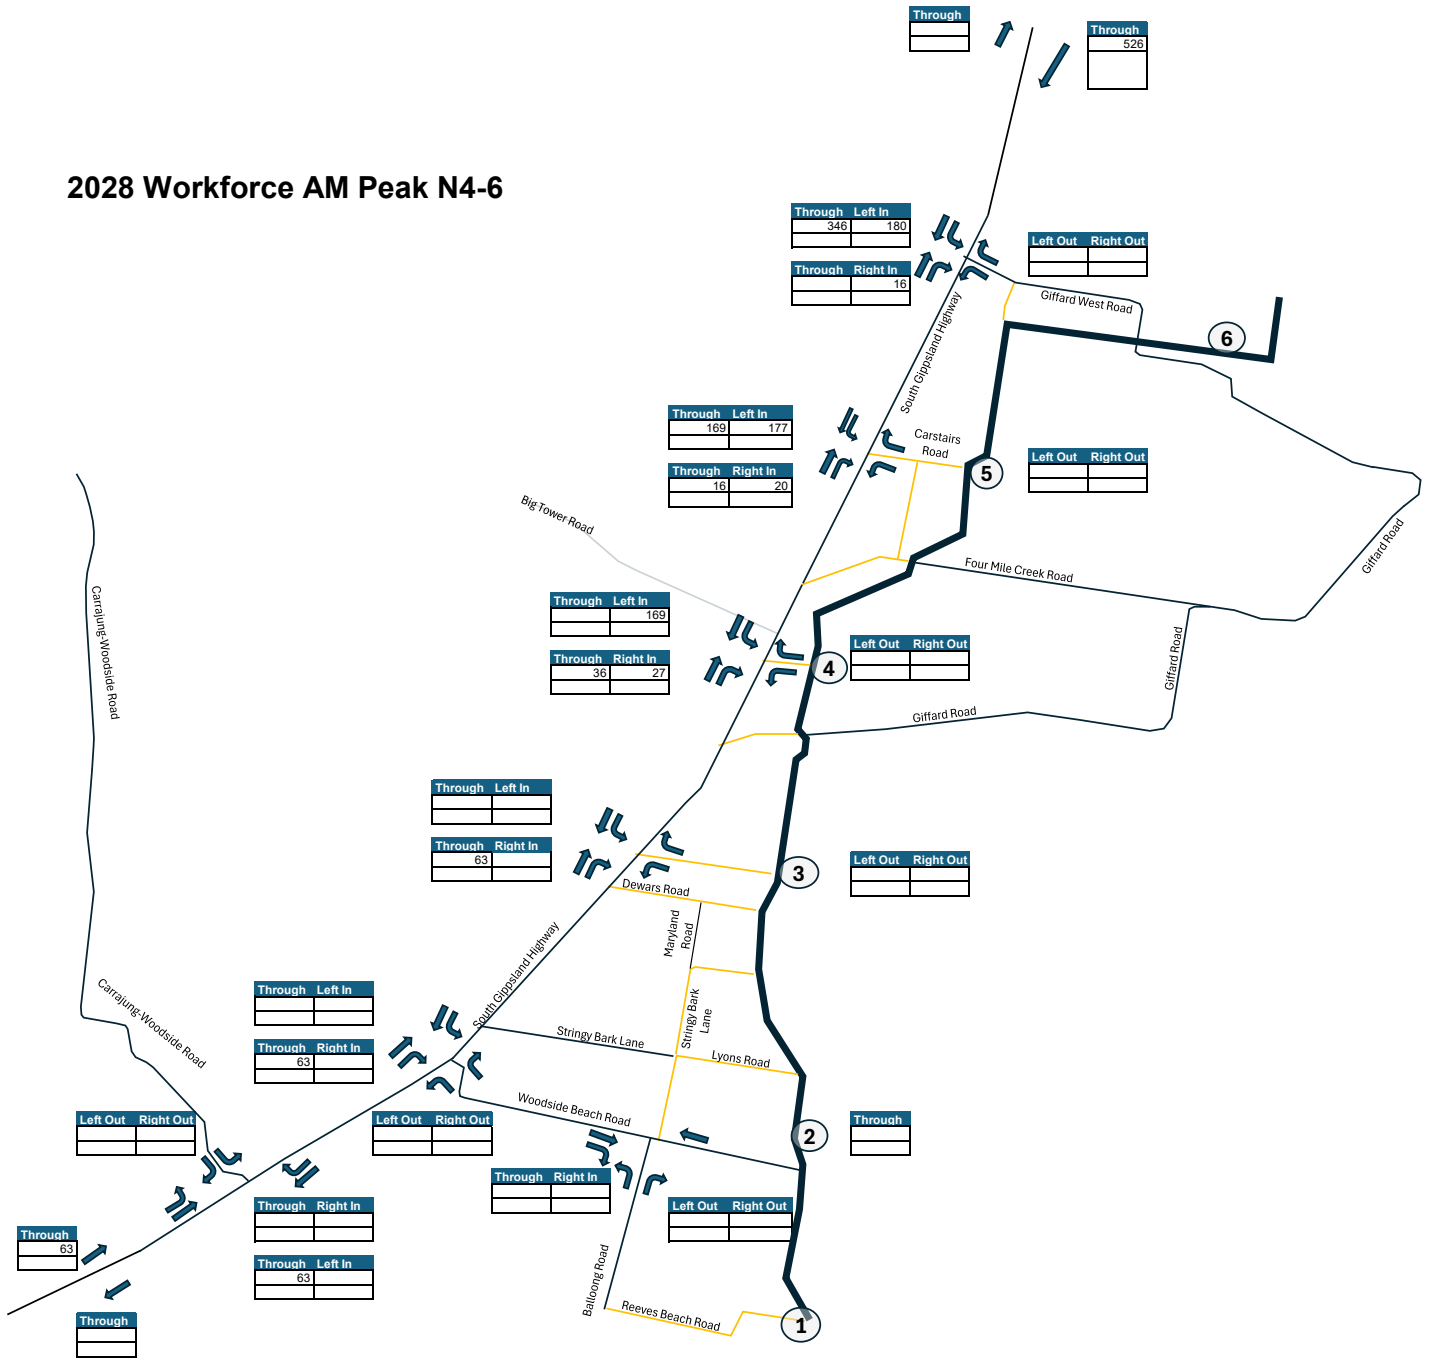 Through
Through
526
2028 Workforce AM Peak N4-6
Through Left In
346 180
Through Right In
16
Left Out Right Out
Giffard West Road
South Gippsland Highway
6
Through Left In
169 177
Through Right In
16 20
Carstairs
Road
Left Out Right Out
5
Big Tower Road
Giffard Road
Four Mile Creek Road
Carrajung-Woodside Road
Through Left In
169
Through Right In
36 27
Left Out Right Out
4
Giffard Road
Giffard Road
Through Left In
Through Right In
63
Left Out Right Out
3
Dewars Road
Maryland
Road
South Gippsland Highway
Carrajung-Woodside Road
Through Left In
Through Right In
63
Stringy Bark
Lane
Stringy Bark Lane
Lyons Road
Woodside Beach Road
Left Out Right Out
Left Out Right Out
2
Through
Through Right In
Left Out Right Out
Through Right In
Through
63
Through Left In
63
Balloong Road
Reeves Beach Road
1
Through